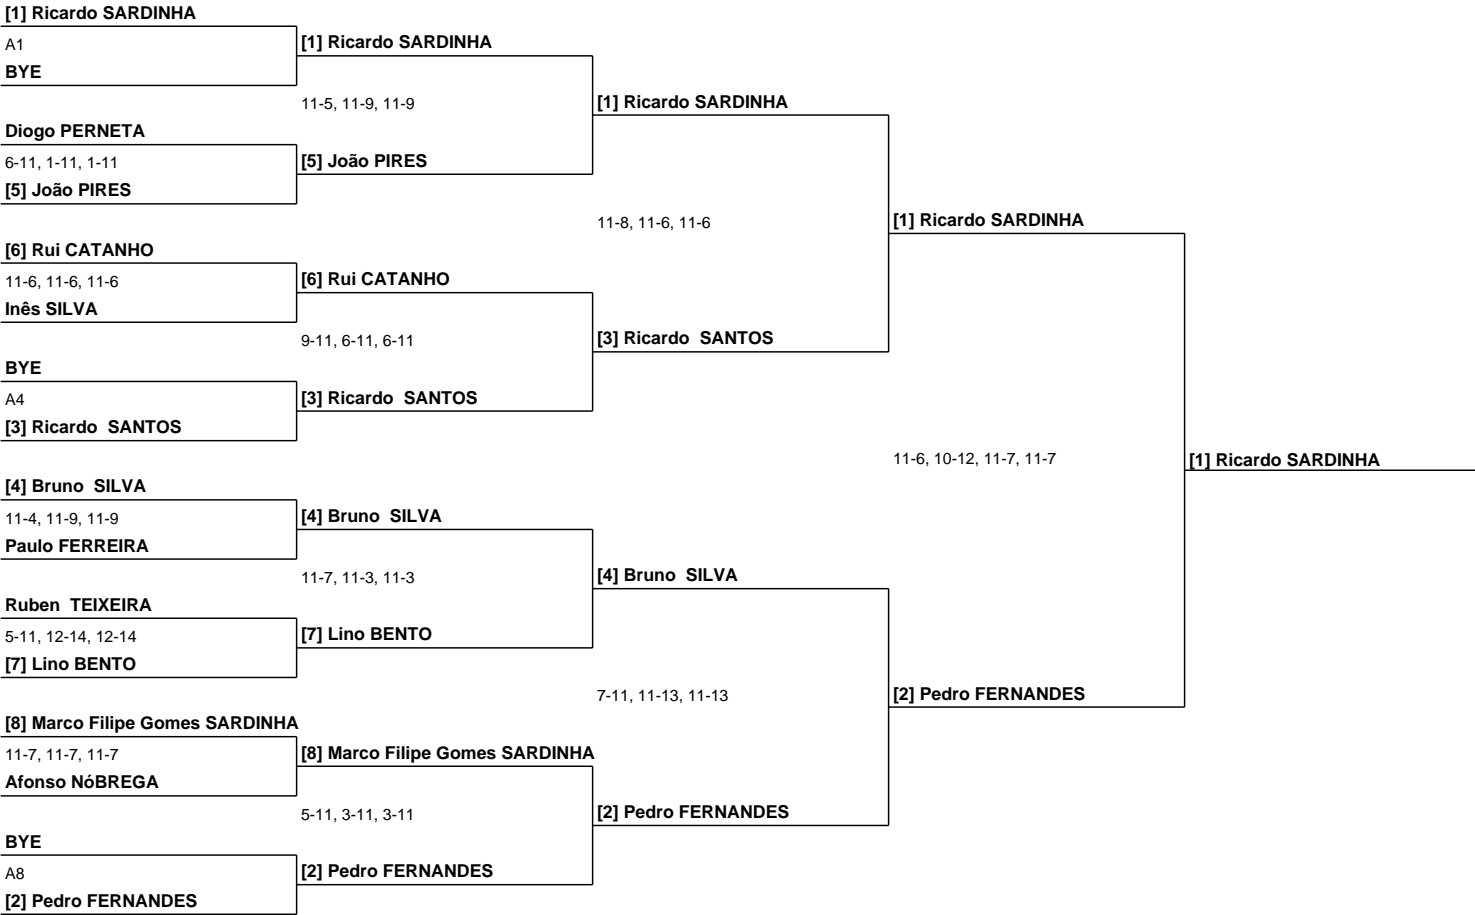 [1] Ricardo SARDINHA
A1
BYE
Diogo PERNETA
6-11, 1-11, 1-11
[5] João PIRES
[6] Rui CATANHO
11-6, 11-6, 11-6
Inês SILVA
BYE
A4
[3] Ricardo  SANTOS
[4] Bruno  SILVA
11-4, 11-9, 11-9
Paulo FERREIRA
Ruben  TEIXEIRA
5-11, 12-14, 12-14
[7] Lino BENTO
[8] Marco Filipe Gomes SARDINHA
11-7, 11-7, 11-7
Afonso NóBREGA
BYE
A8
[2] Pedro FERNANDES
[1] Ricardo SARDINHA
11-5, 11-9, 11-9
[5] João PIRES
[6] Rui CATANHO
9-11, 6-11, 6-11
[3] Ricardo  SANTOS
[4] Bruno  SILVA
11-7, 11-3, 11-3
[7] Lino BENTO
[8] Marco Filipe Gomes SARDINHA
5-11, 3-11, 3-11
[2] Pedro FERNANDES
[1] Ricardo SARDINHA
11-8, 11-6, 11-6
[3] Ricardo  SANTOS
[4] Bruno  SILVA
7-11, 11-13, 11-13
[2] Pedro FERNANDES
[1] Ricardo SARDINHA
11-6, 10-12, 11-7, 11-7
[2] Pedro FERNANDES
[1] Ricardo SARDINHA